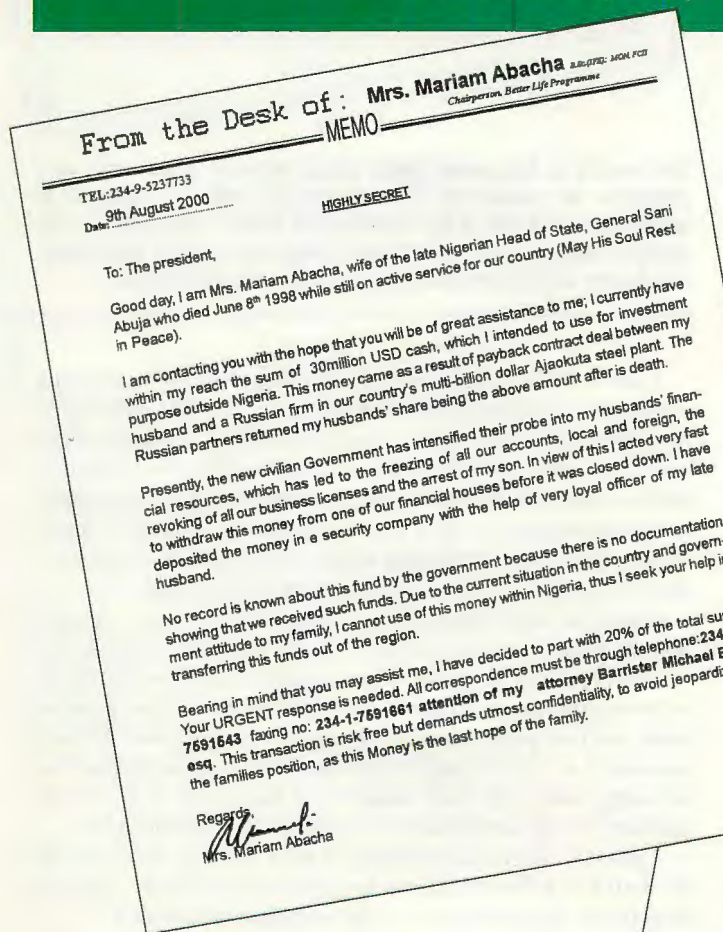 From the Desk of: Mrs. Mariam Abacha
Chairperson, Better Life Programme
MEMO
TEL:234-9-5237733
Date: 9th August 2000
HIGHLY SECRET
To: The president,
Good day, I am Mrs. Mariam Abacha, wife of the late Nigerian Head of State, General Sani
Abuja who died June 8th 1998 while still on active service for our country (May His Soul Rest
in Peace).
I am contacting you with the hope that you will be of great assistance to me; I currently have
within my reach the sum of 30million USD cash, which I intended to use for investment
purpose outside Nigeria. This money came as a result of payback contract deal between my
husband and a Russian firm in our country's multi-billion dollar Ajaokuta steel plant. The
Russian partners returned my husbands' share being the above amount after is death.
Presently, the new civilian Government has intensified their probe into my husbands' finan-
cial resources, which has led to the freezing of all our accounts, local and foreign, the
revoking of all our business licenses and the arrest of my son. In view of this I acted very fast
to withdraw this money from one of our financial houses before it was closed down. I have
deposited the money in e security company with the help of very loyal officer of my late
husband.
No record is known about this fund by the government because there is no documentation
showing that we received such funds. Due to the current situation in the country and govern-
ment attitude to my family, I cannot use of this money within Nigeria, thus I seek your help in
transferring this funds out of the region.
Bearing in mind that you may assist me, I have decided to part with 20% of the total
Your URGENT response is needed. All correspondence must be through telephone:234
7591543 faxing no: 234-1-7591661 attention of my attorney Barrister Michael
esq. This transaction is risk free but demands utmost confidentiality, to avoid
the families position, as this Money is the last hope of the family.
Regards,
Mrs. Mariam Abacha